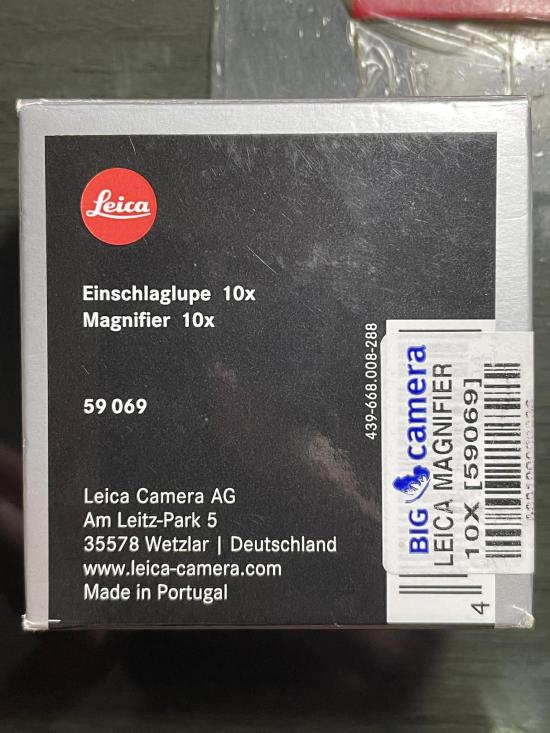 Leica
Einschlaglupe 10x
Magnifier 10x
59 069
439-668.008-288
Leica Camera AG
Am Leitz-Park 5
35578 Wetzlar | Deutschland
www.leica-camera.com
Made in Portugal
BIG camera
LEICA MAGNIFIER
10X [59069]
4